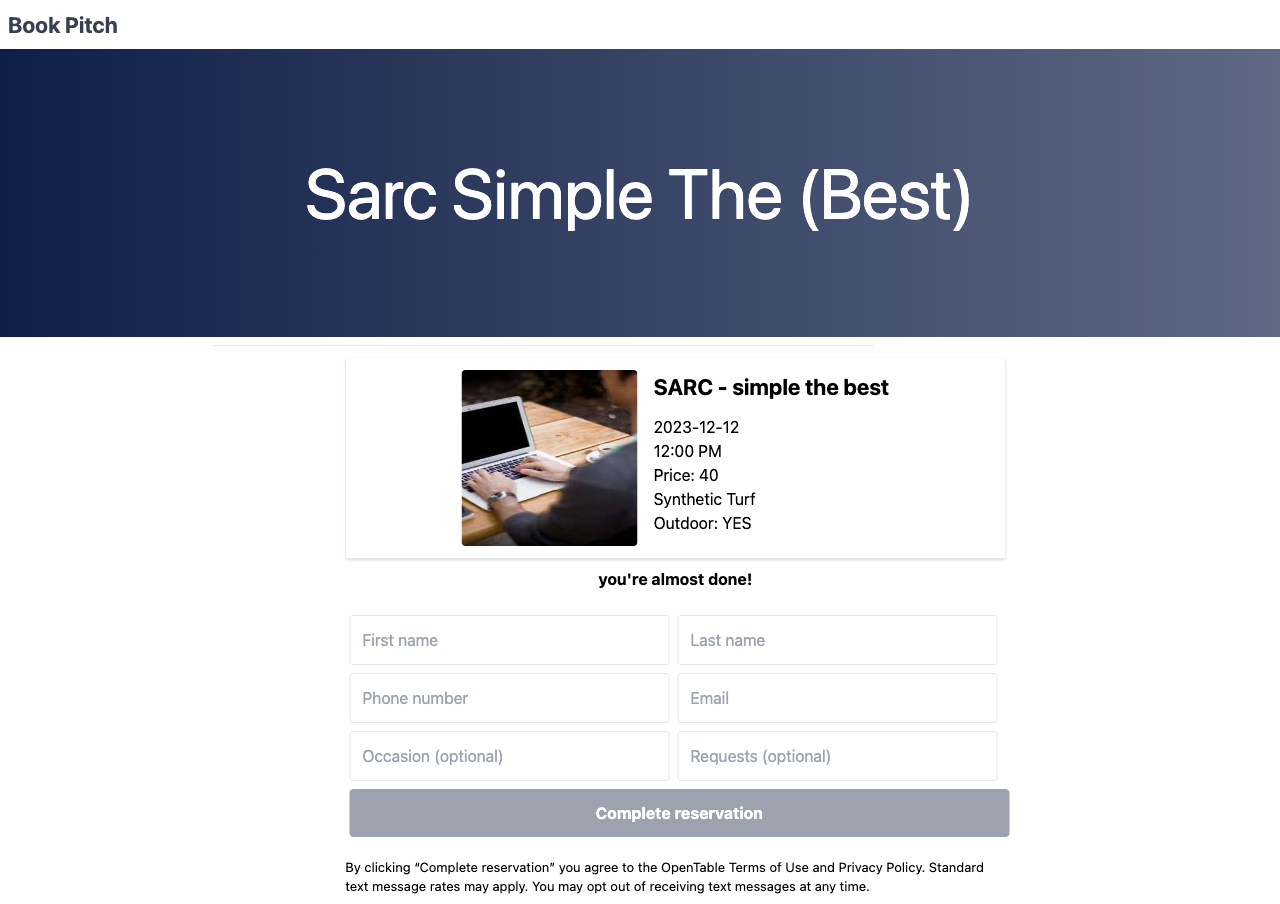 Book Pitch
Sarc Simple The (Best)
SARC - simple the best
2023-12-12
12:00 PM
Price: 40
Synthetic Turf
Outdoor: YES
you're almost done!
First name
Last name
Phone number
Email
Occasion (optional)
Requests (optional)
Complete reservation
By clicking “Complete reservation” you agree to the OpenTable Terms of Use and Privacy Policy. Standard
text message rates may apply. You may opt out of receiving text messages at any time.